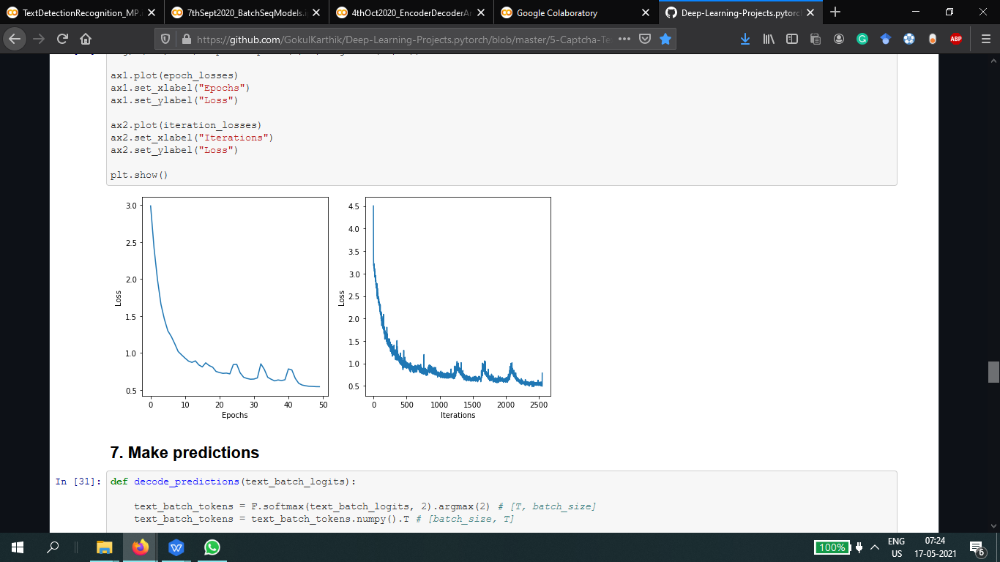 TextDetectionRecognition_MP.i
7thSept2020_BatchSeqModels.i
4thOct2020_EncoderDecoderAr
Google Colaboratory
Deep-Learning-Projects.pytorch
https://github.com/GokulKarthik/Deep-Learning-Projects.pytorch/blob/master/5-Captcha-Te
ABP
ax1.plot(epoch_losses)
ax1.set_xlabel("Epochs")
ax1.set_ylabel("Loss")
ax2.plot(iteration_losses)
ax2.set_xlabel("Iterations")
ax2.set_ylabel("Loss")
plt.show()
3.0
2.5
2.0
1.5
1.0
0.5
Loss
0 10 20 30 40 50
Epochs
4.5
4.0
3.5
3.0
2.5
2.0
1.5
1.0
0.5
Loss
0 500 1000 1500 2000 2500
Iterations
7. Make predictions
In [31]: def decode_predictions(text_batch_logits):
text_batch_tokens = F.softmax(text_batch_logits, 2).argmax(2) # [T, batch_size]
text_batch_tokens = text_batch_tokens.numpy().T # [batch_size, T]
100%
ENG
US
07:24
17-05-2021
6